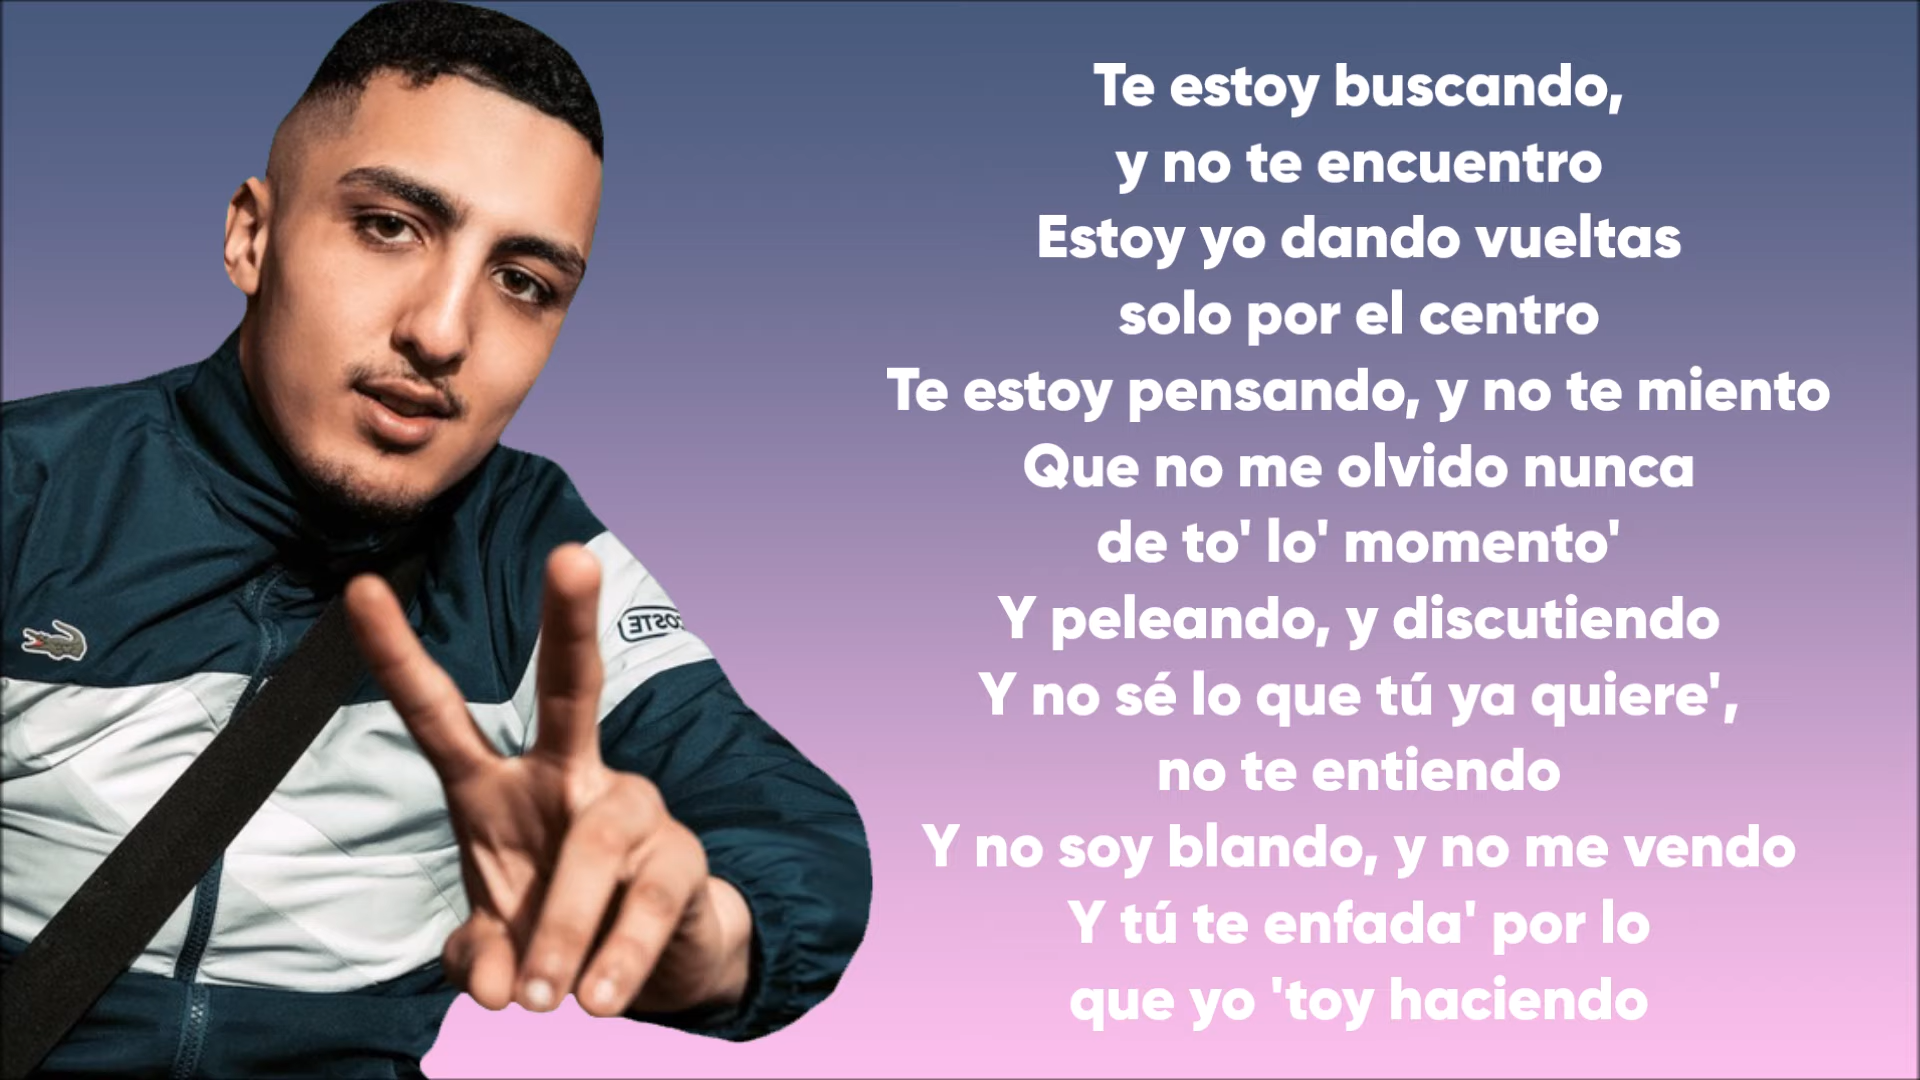 Te estoy buscando,
y no te encuentro
Estoy yo dando vueltas
solo por el centro
Te estoy pensando, y no te miento
Que no me olvido nunca
de to' lo' momento'
Y peleando, y discutiendo
Y no sé lo que tú ya quiere',
no te entiendo
Y no soy blando, y no me vendo
Y tú te enfada' por lo
que yo 'toy haciendo